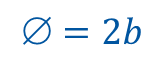 ∅ = 2b